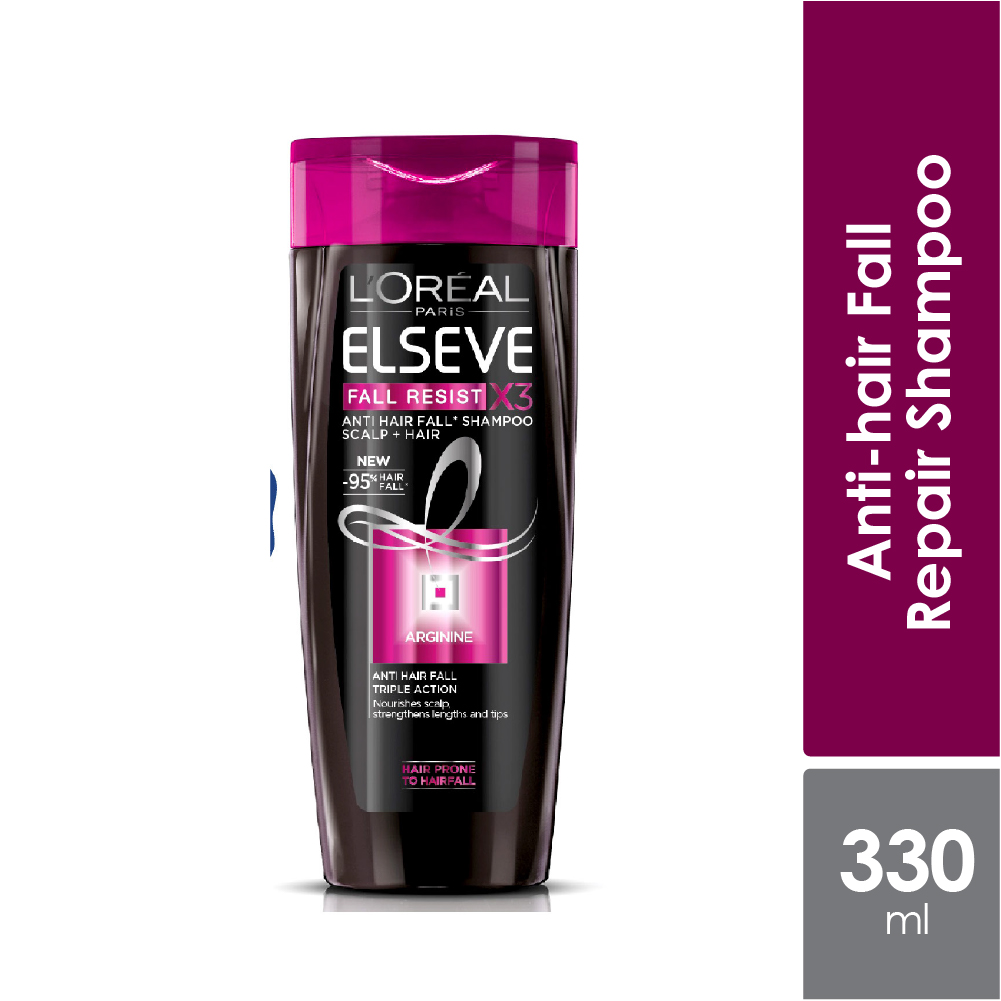 L'ORÉAL
PARIS
ELSEVE
FALL RESIST X3
ANTI HAIR FALL* SHAMPOO
SCALP + HAIR
NEW
-95% HAIR
FALL*
ARGININE
ANTI HAIR FALL
TRIPLE ACTION
Nourishes scalp,
strengthens lengths and tips
HAIR PRONE
TO HAIRFALL
Anti-hair Fall
Repair Shampoo
330
ml